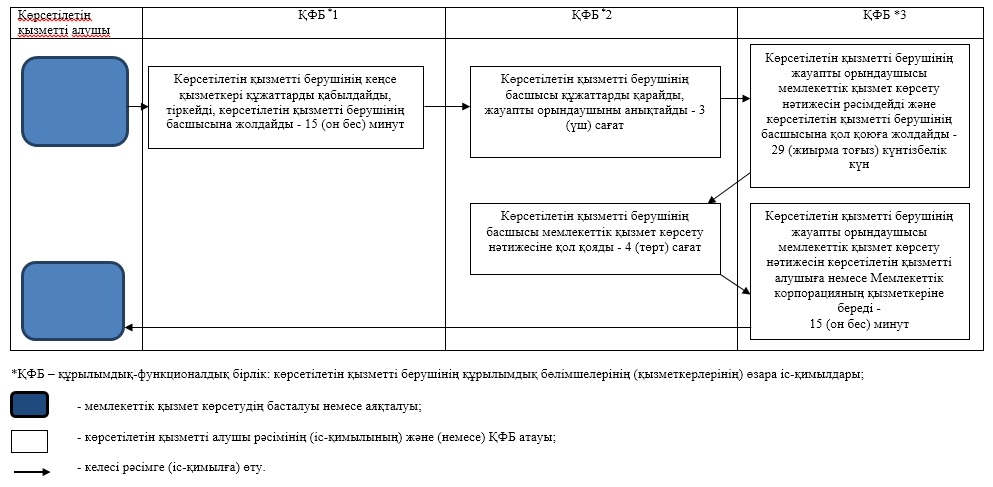 Көрсетілетін
қызметті алушы
ҚФБ *1
ҚФБ *2
ҚФБ *3
Көрсетілетін қызметті берушінің кеңсе
қызметкері құжаттарды қабылдайды,
тіркейді, көрсетілетін қызметті берушінің
басшысына жолдайды - 15 (он бес) минут
Көрсетілетін қызметті берушінің
басшысы құжаттарды қарайды,
жауапты орындаушыны анықтайды - 3
(үш) сағат
Көрсетілетін қызметті берушінің
жауапты орындаушысы
мемлекеттік қызмет көрсету
нәтижесін рәсімдейді және
көрсетілетін қызметті берушінің
басшысына қол қоюға жолдайды -
29 (жиырма тоғыз) күнтізбелік
күн
Көрсетілетін қызметті берушінің
басшысы мемлекеттік қызмет көрсету
нәтижесіне қол қояды - 4 (төрт) сағат
Көрсетілетін қызметті берушінің
жауапты орындаушысы
мемлекеттік қызмет көрсету
нәтижесін көрсетілетін қызметті
алушыға немесе Мемлекеттік
корпорацияның қызметкеріне
береді -
15 (он бес) минут
*ҚФБ – құрылымдық-функционалдық бірлік: көрсетілетін қызметті берушінің құрылымдық бөлімшелерінің (қызметкерлерінің) өзара іс-қимылдары;
- мемлекеттік қызмет көрсетудің басталуы немесе аяқталуы;
- көрсетілетін қызметті алушы рәсімінің (іс-қимылының) және (немесе) ҚФБ атауы;
- келесі рәсімге (іс-қимылға) өту.